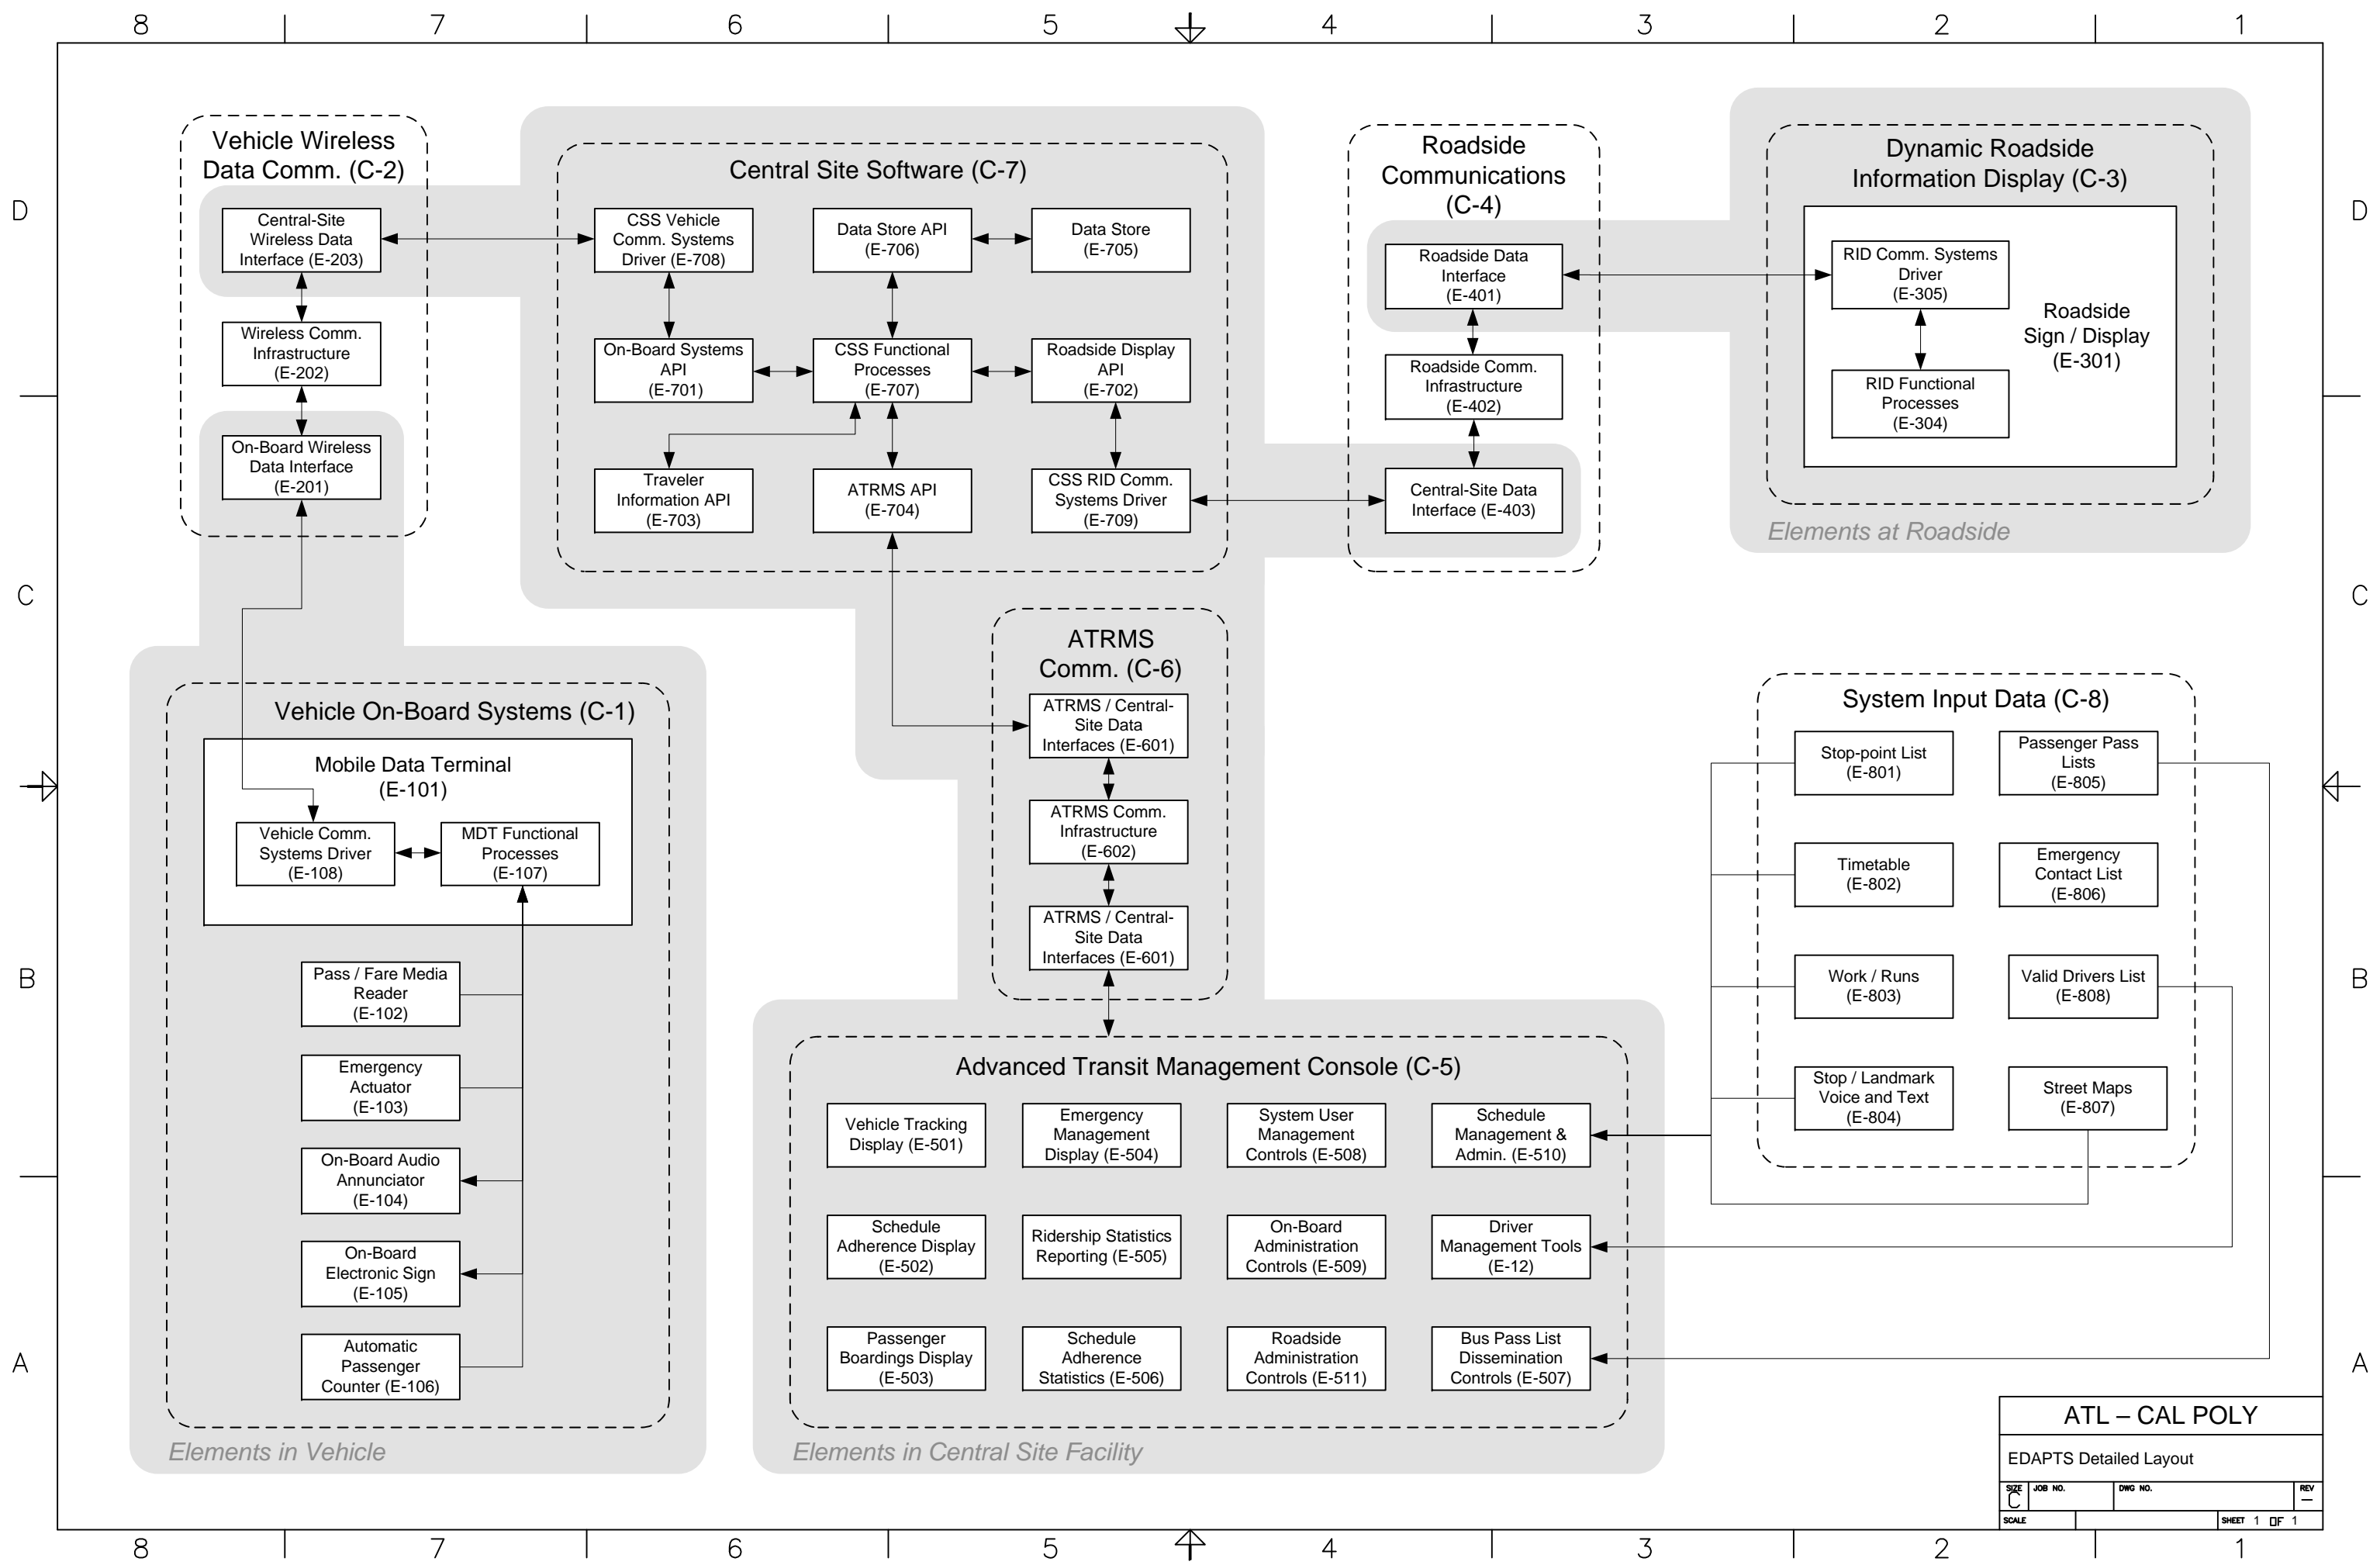 8 7 6 5 4 3 2 1
D
D
C
C
B
B
A
A
Vehicle Wireless
Data Comm. (C-2)
Central-Site
Wireless Data
Interface (E-203)
Wireless Comm.
Infrastructure
(E-202)
On-Board Wireless
Data Interface
(E-201)
Central Site Software (C-7)
CSS Vehicle
Comm. Systems
Driver (E-708)
Data Store API
(E-706)
Data Store
(E-705)
On-Board Systems
API
(E-701)
CSS Functional
Processes
(E-707)
Roadside Display
API
(E-702)
Traveler
Information API
(E-703)
ATRMS API
(E-704)
CSS RID Comm.
Systems Driver
(E-709)
Roadside
Communications
(C-4)
Roadside Data
Interface
(E-401)
Roadside Comm.
Infrastructure
(E-402)
Central-Site Data
Interface (E-403)
Dynamic Roadside
Information Display (C-3)
RID Comm. Systems
Driver
(E-305)
Roadside
Sign / Display
(E-301)
RID Functional
Processes
(E-304)
Elements at Roadside
Vehicle On-Board Systems (C-1)
Mobile Data Terminal
(E-101)
Vehicle Comm.
Systems Driver
(E-108)
MDT Functional
Processes
(E-107)
Pass / Fare Media
Reader
(E-102)
Emergency
Actuator
(E-103)
On-Board Audio
Annunciator
(E-104)
On-Board
Electronic Sign
(E-105)
Automatic
Passenger
Counter (E-106)
Elements in Vehicle
ATRMS
Comm. (C-6)
ATRMS / Central-
Site Data
Interfaces (E-601)
ATRMS Comm.
Infrastructure
(E-602)
ATRMS / Central-
Site Data
Interfaces (E-601)
Advanced Transit Management Console (C-5)
Vehicle Tracking
Display (E-501)
Emergency
Management
Display (E-504)
System User
Management
Controls (E-508)
Schedule
Management &
Admin. (E-510)
Schedule
Adherence Display
(E-502)
Ridership Statistics
Reporting (E-505)
On-Board
Administration
Controls (E-509)
Driver
Management Tools
(E-12)
Passenger
Boardings Display
(E-503)
Schedule
Adherence
Statistics (E-506)
Roadside
Administration
Controls (E-511)
Bus Pass List
Dissemination
Controls (E-507)
Elements in Central Site Facility
System Input Data (C-8)
Stop-point List
(E-801)
Passenger Pass
Lists
(E-805)
Timetable
(E-802)
Emergency
Contact List
(E-806)
Work / Runs
(E-803)
Valid Drivers List
(E-808)
Stop / Landmark
Voice and Text
(E-804)
Street Maps
(E-807)
ATL – CAL POLY
EDAPTS Detailed Layout
SIZE JOB NO. DWG NO. REV
C –
SCALE SHEET 1 OF 1
8 7 6 5 4 3 2 1